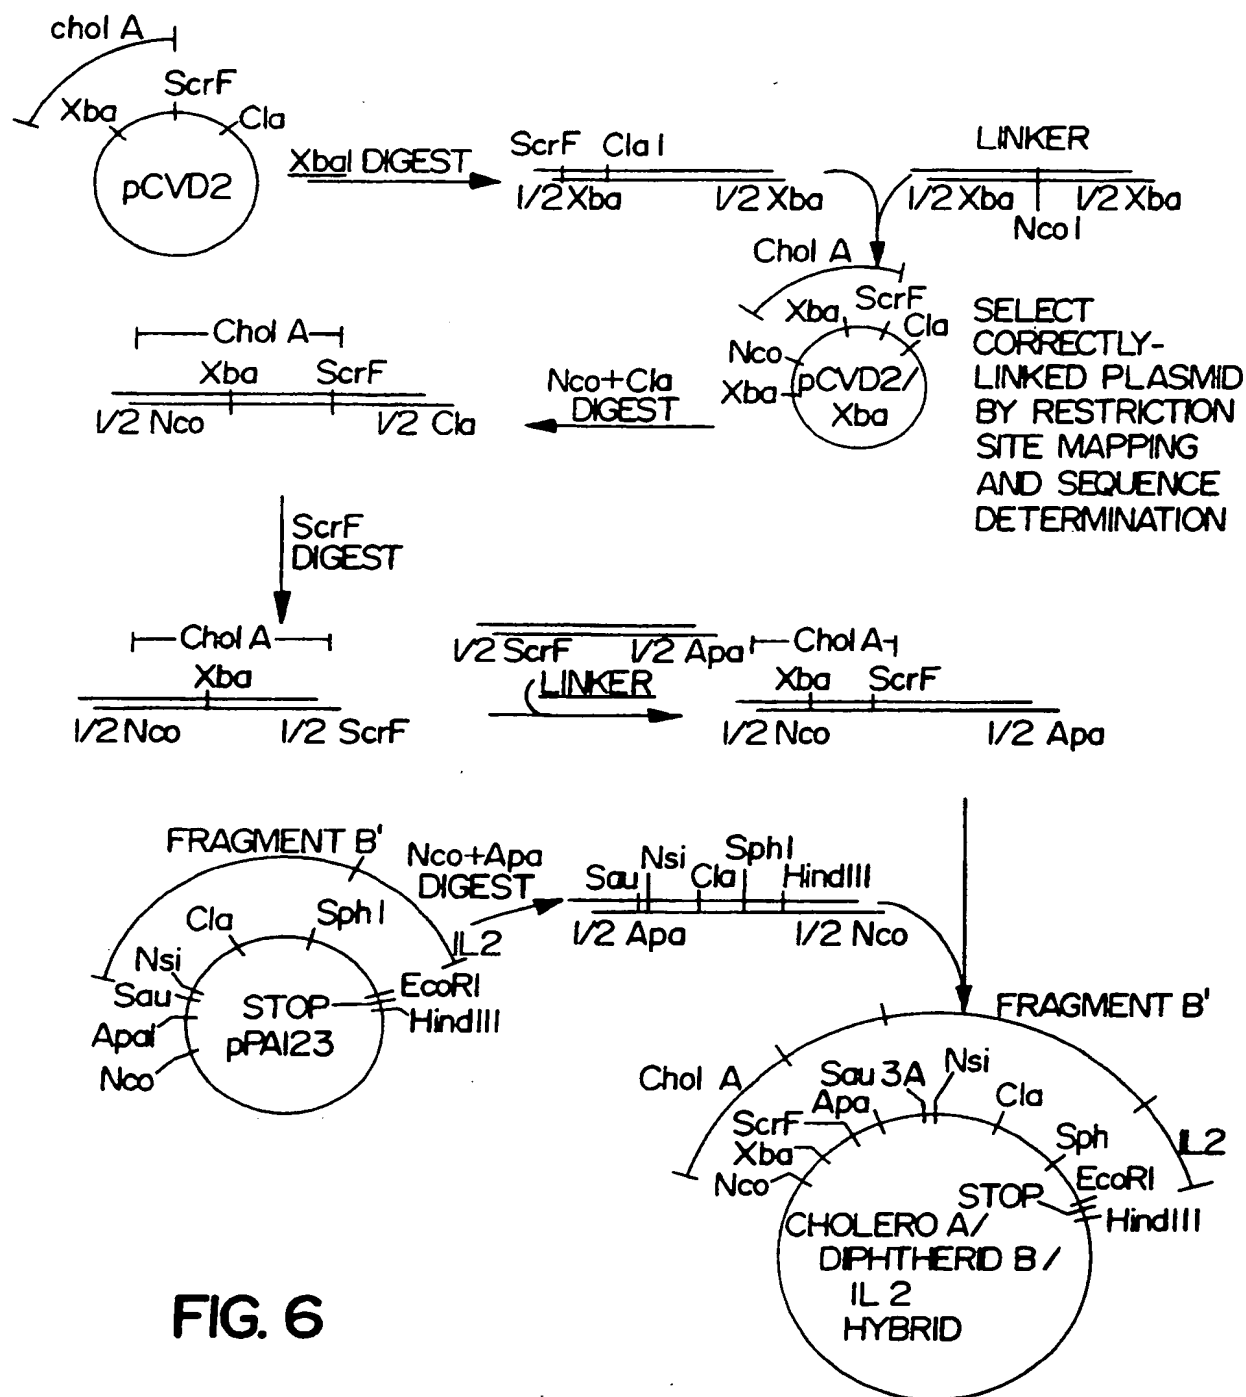 chol A
ScrF
Xba
Cla
pCVD2
XbaI DIGEST
ScrF
Cla I
1/2 Xba
1/2 Xba
LINKER
1/2 Xba
1/2 Xba
Nco I
Chol A
Xba
ScrF
Cla
Nco
Xba
pCVD2/
Xba
SELECT
CORRECTLY-
LINKED PLASMID
BY RESTRICTION
SITE MAPPING
AND SEQUENCE
DETERMINATION
Nco+Cla
DIGEST
Chol A
Xba
ScrF
1/2 Nco
1/2 Cla
ScrF
DIGEST
Chol A
Xba
1/2 Nco
1/2 ScrF
1/2 ScrF
1/2 Apa
LINKER
Chol A
Xba
ScrF
1/2 Nco
1/2 Apa
FRAGMENT B'
Cla
Sph I
IL2
Nsi
Sau
ApaI
Nco
STOP
EcoRI
HindIII
pPA123
Nco+Apa
DIGEST
Sau
Nsi
Cla
Sph I
HindIII
1/2 Apa
1/2 Nco
FRAGMENT B'
Chol A
Sau 3A
Nsi
Apa
Cla
ScrF
Xba
Nco
Sph
IL2
EcoRI
STOP
HindIII
CHOLERO A/
DIPHTHERID B/
IL 2
HYBRID
FIG. 6